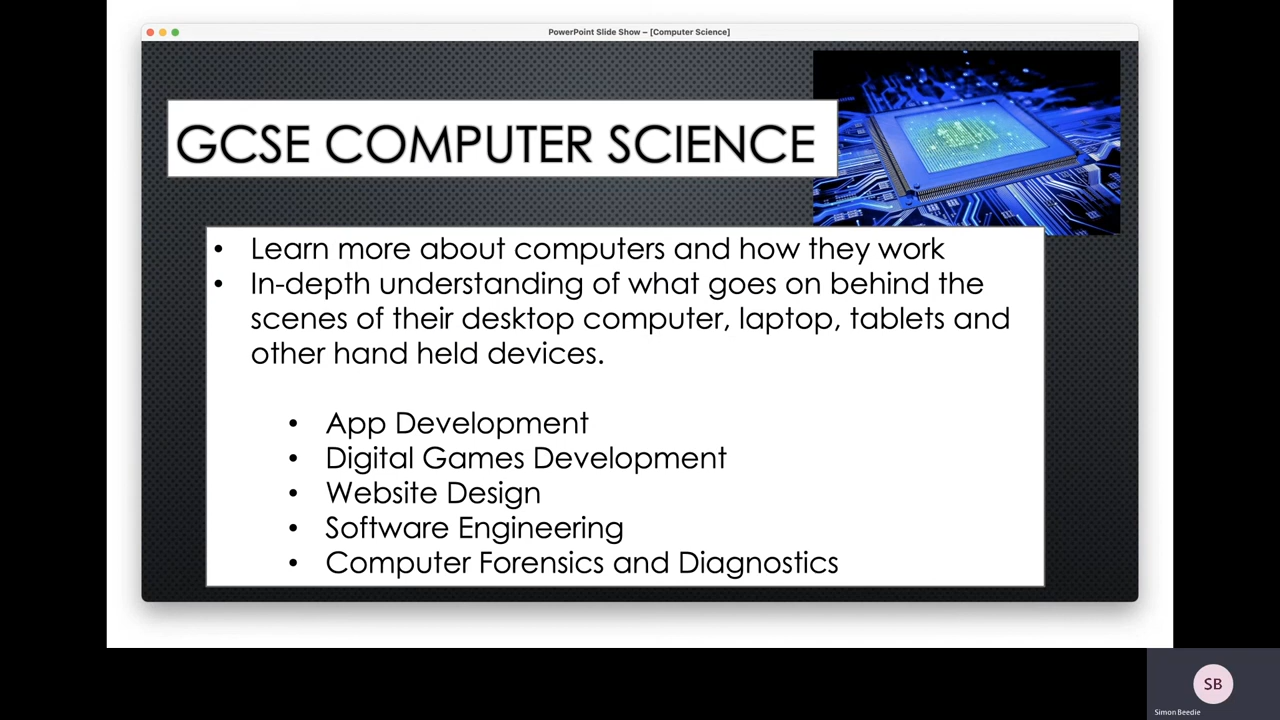 PowerPoint Slide Show – [Computer Science]
GCSE COMPUTER SCIENCE
• Learn more about computers and how they work
• In-depth understanding of what goes on behind the
scenes of their desktop computer, laptop, tablets and
other hand held devices.
• App Development
• Digital Games Development
• Website Design
• Software Engineering
• Computer Forensics and Diagnostics
SB
Simon Beedie